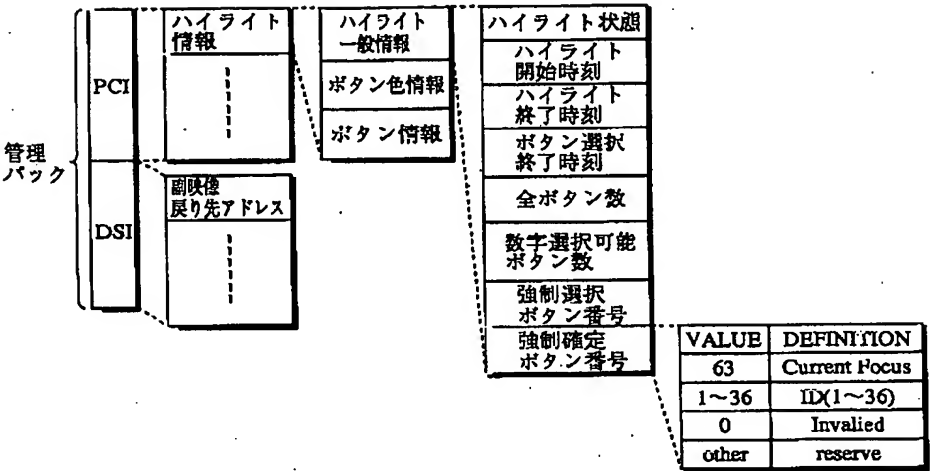 管理
パック
PCI
DSI
ハイライト
情報
副映像
戻り先アドレス
ハイライト
一般情報
ボタン色情報
ボタン情報
ハイライト状態
ハイライト
開始時刻
ハイライト
終了時刻
ボタン選択
終了時刻
全ボタン数
数字選択可能
ボタン数
強制選択
ボタン番号
強制確定
ボタン番号
VALUE DEFINITION
63 Current Focus
1～36 ID(1～36)
0 Invalied
other reserve